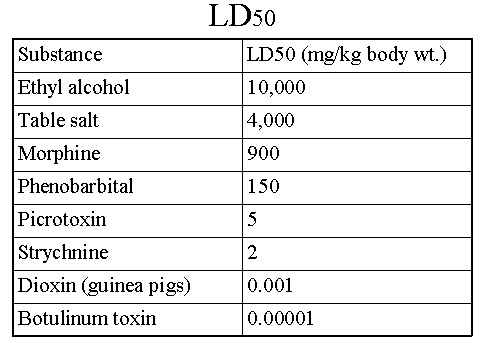 LD50
Substance LD50 (mg/kg body wt.)
Ethyl alcohol 10,000
Table salt 4,000
Morphine 900
Phenobarbital 150
Picrotoxin 5
Strychnine 2
Dioxin (guinea pigs) 0.001
Botulinum toxin 0.00001